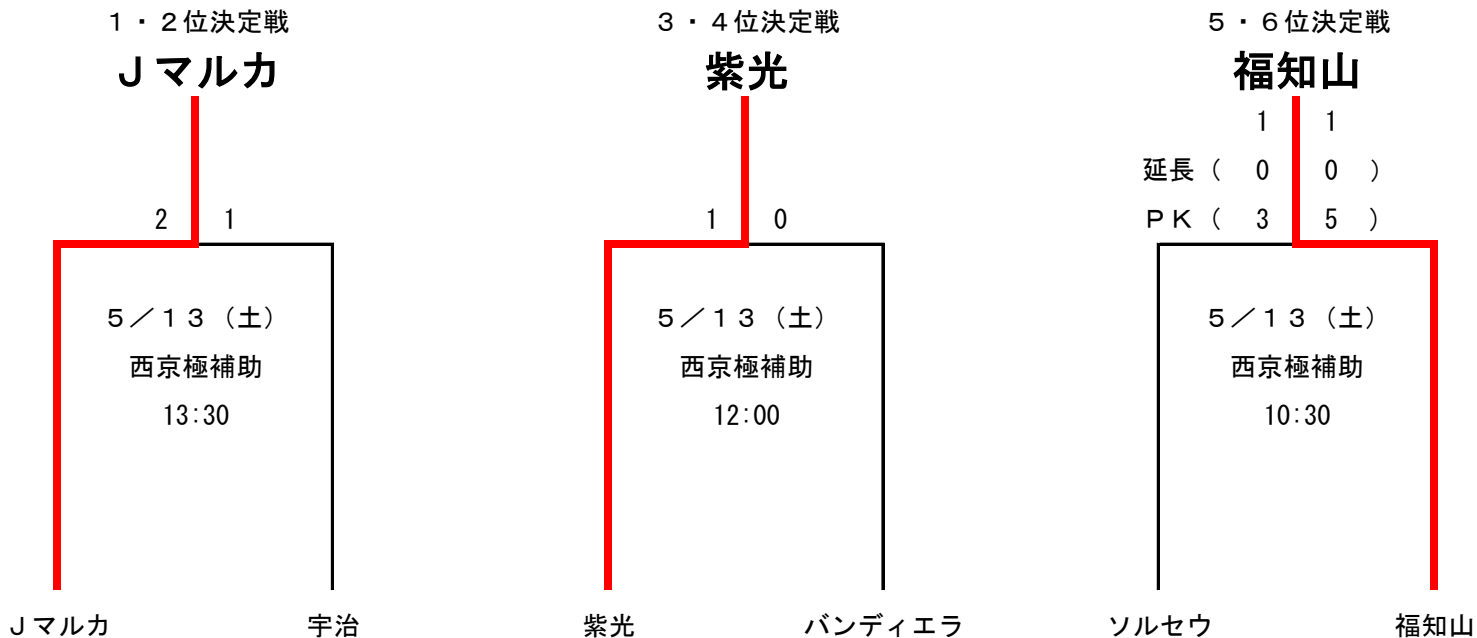 １・２位決定戦
Ｊマルカ
2 1
５／１３（土）
西京極補助
13:30
Ｊマルカ 宇治
３・４位決定戦
紫光
1 0
５／１３（土）
西京極補助
12:00
紫光 バンディエラ
５・６位決定戦
福知山
1 1
延長（ 0 0 ）
ＰＫ（ 3 5 ）
５／１３（土）
西京極補助
10:30
ソルセウ 福知山